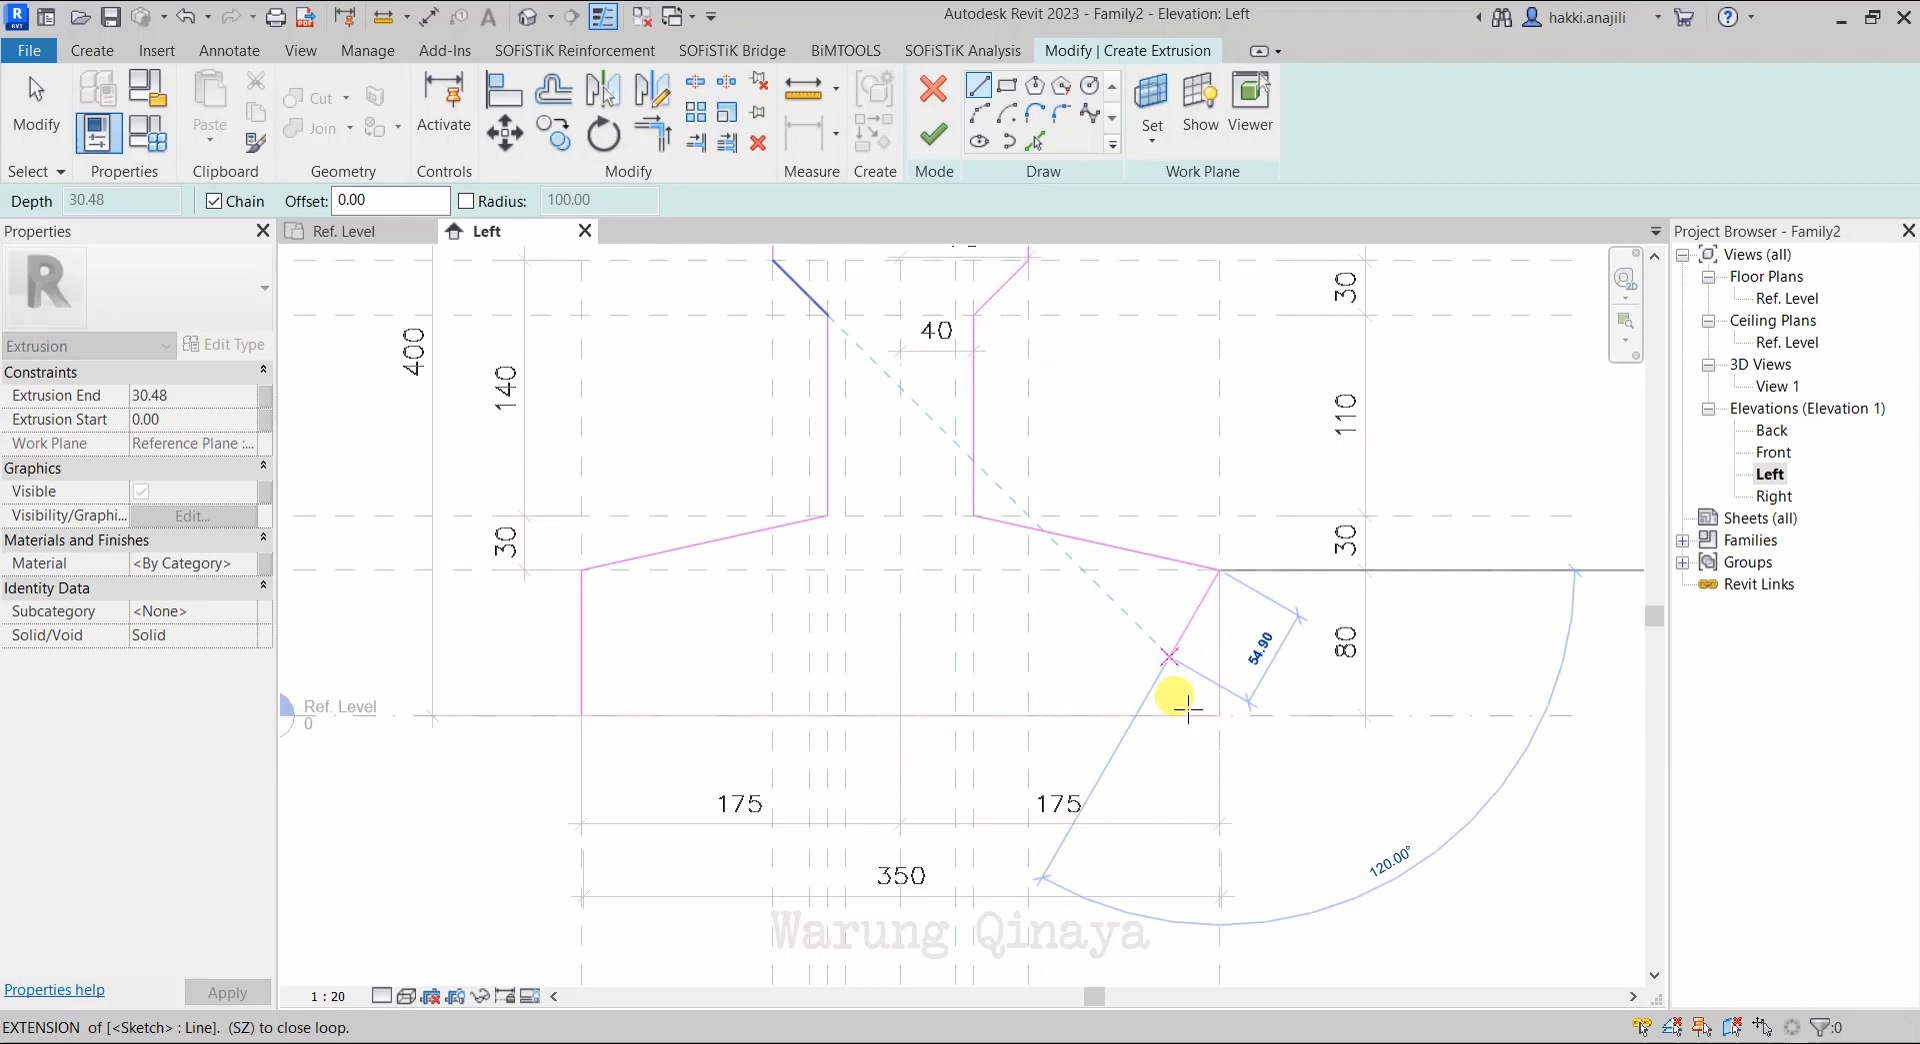 Autodesk Revit 2023 - Family2 - Elevation: Left
hakki.anajili
File Create Insert Annotate View Manage Add-Ins SOFiSTiK Reinforcement SOFiSTiK Bridge BiMTOOLS SOFiSTiK Analysis Modify | Create Extrusion
Modify Paste Cut Join Activate Set Show Viewer
Select Properties Clipboard Geometry Controls Modify Measure Create Mode Draw Work Plane
Depth 30.48 Chain Offset: 0.00 Radius: 100.00
Properties
R
Extrusion Edit Type
Constraints
Extrusion End 30.48
Extrusion Start 0.00
Work Plane Reference Plane :...
Graphics
Visible
Visibility/Graphi... Edit...
Materials and Finishes
Material <By Category>
Identity Data
Subcategory <None>
Solid/Void Solid
Properties help Apply
Ref. Level Left
30
40
400
140
110
30
30
54.90
80
Ref. Level
0
175 175
120.00°
350
Warung Qinaya
1 : 20
Project Browser - Family2
Views (all)
Floor Plans
Ref. Level
Ceiling Plans
Ref. Level
3D Views
View 1
Elevations (Elevation 1)
Back
Front
Left
Right
Sheets (all)
Families
Groups
Revit Links
EXTENSION of [<Sketch> : Line]. (SZ) to close loop.
:0